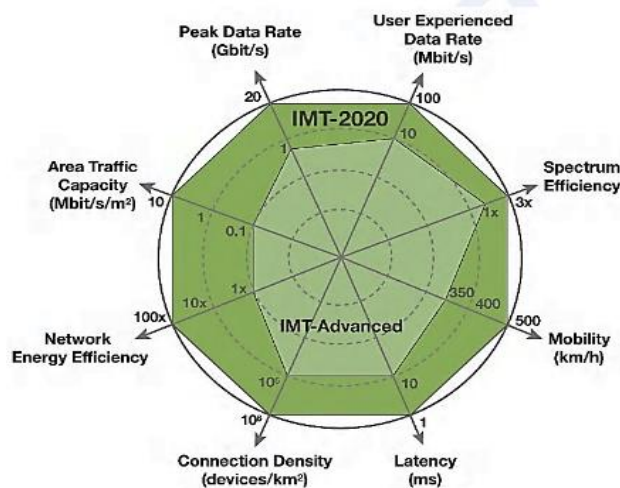 Peak Data Rate
(Gbit/s)
User Experienced
Data Rate
(Mbit/s)
20
100
IMT-2020
1
10
Area Traffic
Capacity
(Mbit/s/m²)
Spectrum
Efficiency
10
1
0.1
1x
3x
1x
350
400
500
10x
100x
Network
Energy Efficiency
IMT-Advanced
Mobility
(km/h)
10⁵
10
10⁶
1
Connection Density
(devices/km²)
Latency
(ms)